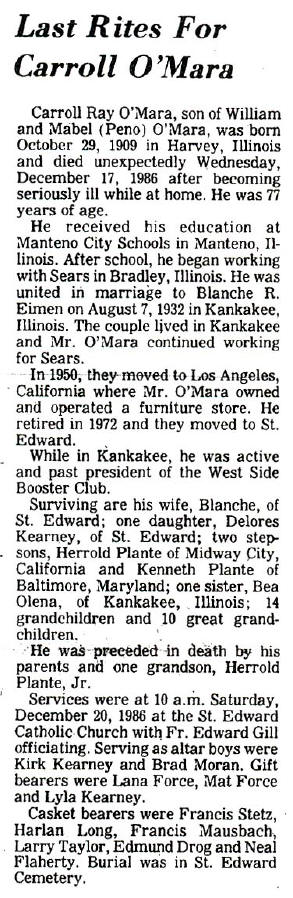 Last Rites For
Carroll O'Mara
Carroll Ray O'Mara, son of William
and Mabel (Peno) O'Mara, was born
October 29, 1909 in Harvey, Illinois
and died unexpectedly Wednesday,
December 17, 1986 after becoming
seriously ill while at home. He was 77
years of age.
He received his education at
Manteno City Schools in Manteno, Il-
linois. After school, he began working
with Sears in Bradley, Illinois. He was
united in marriage to Blanche R.
Eimen on August 7, 1932 in Kankakee,
Illinois. The couple lived in Kankakee
and Mr. O'Mara continued working
for Sears.
In 1950, they moved to Los Angeles,
California where Mr. O'Mara owned
and operated a furniture store. He
retired in 1972 and they moved to St.
Edward.
While in Kankakee, he was active
and past president of the West Side
Booster Club.
Surviving are his wife, Blanche, of
St. Edward; one daughter, Delores
Kearney, of St. Edward; two step-
sons, Herrold Plante of Midway City,
California and Kenneth Plante of
Baltimore, Maryland; one sister, Bea
Olena, of Kankakee, Illinois; 14
grandchildren and 10 great grand-
children.
He was preceded in death by his
parents and one grandson, Herrold
Plante, Jr.
Services were at 10 a.m. Saturday,
December 20, 1986 at the St. Edward
Catholic Church with Fr. Edward Gill
officiating. Serving as altar boys were
Kirk Kearney and Brad Moran. Gift
bearers were Lana Force, Mat Force
and Lyla Kearney.
Casket bearers were Francis Stetz,
Harlan Long, Francis Mausbach,
Larry Taylor, Edmund Drog and Neal
Flaherty. Burial was in St. Edward
Cemetery.